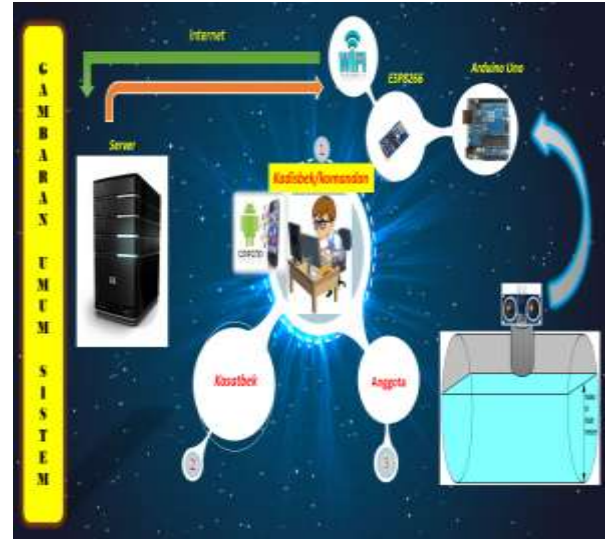 GAMBARAN UMUM SISTEM
Internet
WiFi
ESP8266
Arduino Uno
Server
1
Kadisbek/komandan
Kasatbek
Anggota
2
3